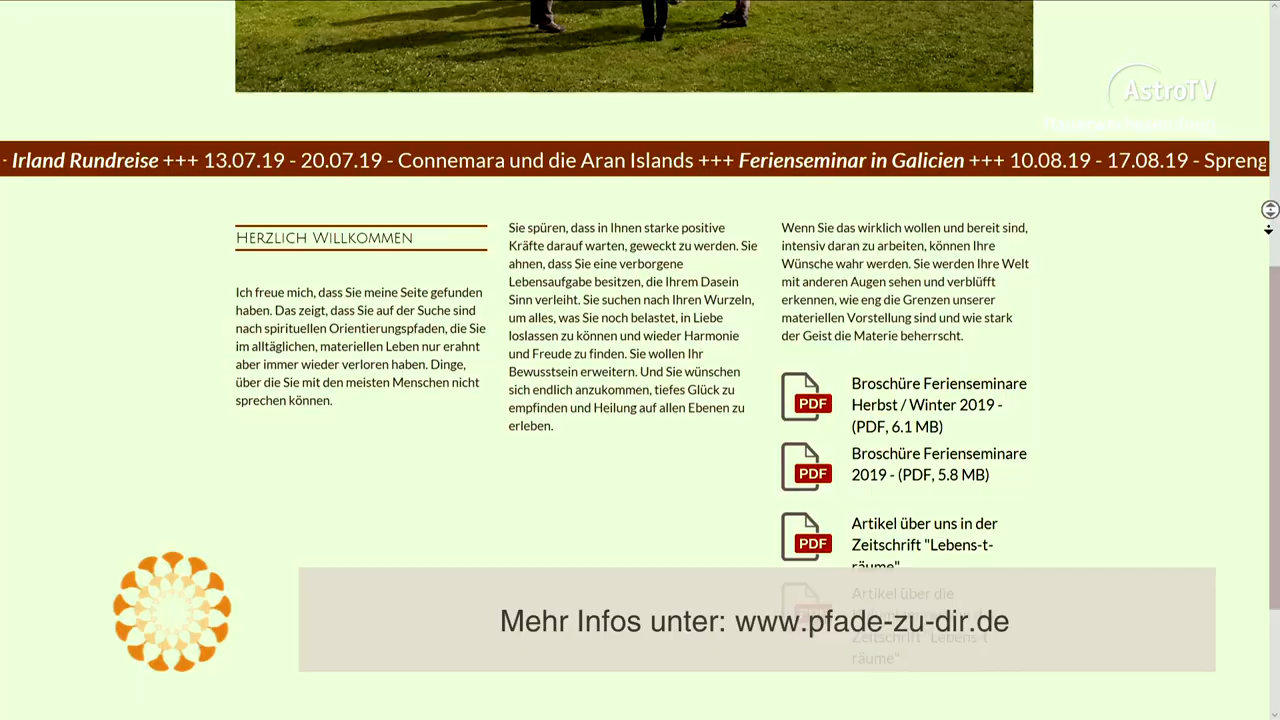 AstroTV
· Irland Rundreise +++ 13.07.19 - 20.07.19 - Connemara und die Aran Islands +++ Ferienseminar in Galicien +++ 10.08.19 - 17.08.19 - Spreng
Herzlich Willkommen
Ich freue mich, dass Sie meine Seite gefunden
haben. Das zeigt, dass Sie auf der Suche sind
nach spirituellen Orientierungspfaden, die Sie
im alltäglichen, materiellen Leben nur erahnt
aber immer wieder verloren haben. Dinge,
über die Sie mit den meisten Menschen nicht
sprechen können.
Sie spüren, dass in Ihnen starke positive
Kräfte darauf warten, geweckt zu werden. Sie
ahnen, dass Sie eine verborgene
Lebensaufgabe besitzen, die Ihrem Dasein
Sinn verleiht. Sie suchen nach Ihren Wurzeln,
um alles, was Sie noch belastet, in Liebe
loslassen zu können und wieder Harmonie
und Freude zu finden. Sie wollen Ihr
Bewusstsein erweitern. Und Sie wünschen
sich endlich anzukommen, tiefes Glück zu
empfinden und Heilung auf allen Ebenen zu
erleben.
Wenn Sie das wirklich wollen und bereit sind,
intensiv daran zu arbeiten, können Ihre
Wünsche wahr werden. Sie werden Ihre Welt
mit anderen Augen sehen und verblüfft
erkennen, wie eng die Grenzen unserer
materiellen Vorstellung sind und wie stark
der Geist die Materie beherrscht.
PDF
Broschüre Ferienseminare
Herbst / Winter 2019 -
(PDF, 6.1 MB)
PDF
Broschüre Ferienseminare
2019 - (PDF, 5.8 MB)
PDF
Artikel über uns in der
Zeitschrift "Lebens-t-
räume"
Artikel über die
Zeitschrift "Lebens-t
räume"
Mehr Infos unter: www.pfade-zu-dir.de